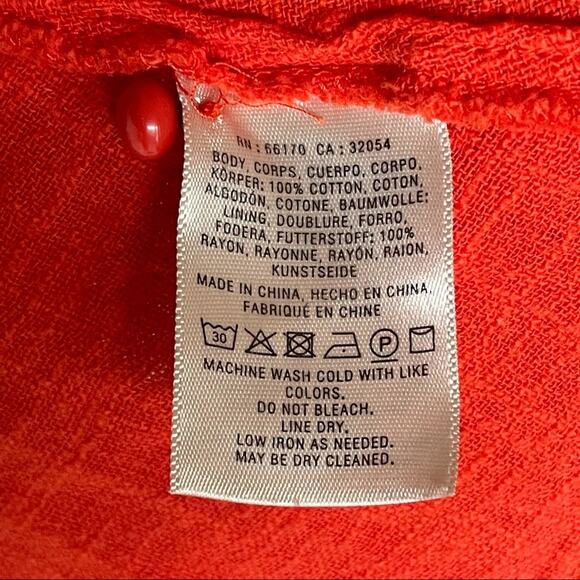 RN : 66170 CA : 32054
BODY, CORPS, CUERPO, CORPO,
KÖRPER: 100% COTTON, COTON,
ALGODÓN, COTONE, BAUMWOLLE:
LINING, DOUBLURE, FORRO,
FODERA, FUTTERSTOFF: 100%
RAYON, RAYONNE, RAYÓN, RAION,
KUNSTSEIDE
MADE IN CHINA, HECHO EN CHINA,
FABRIQUÉ EN CHINE
30 P
MACHINE WASH COLD WITH LIKE
COLORS.
DO NOT BLEACH.
LINE DRY.
LOW IRON AS NEEDED.
MAY BE DRY CLEANED.